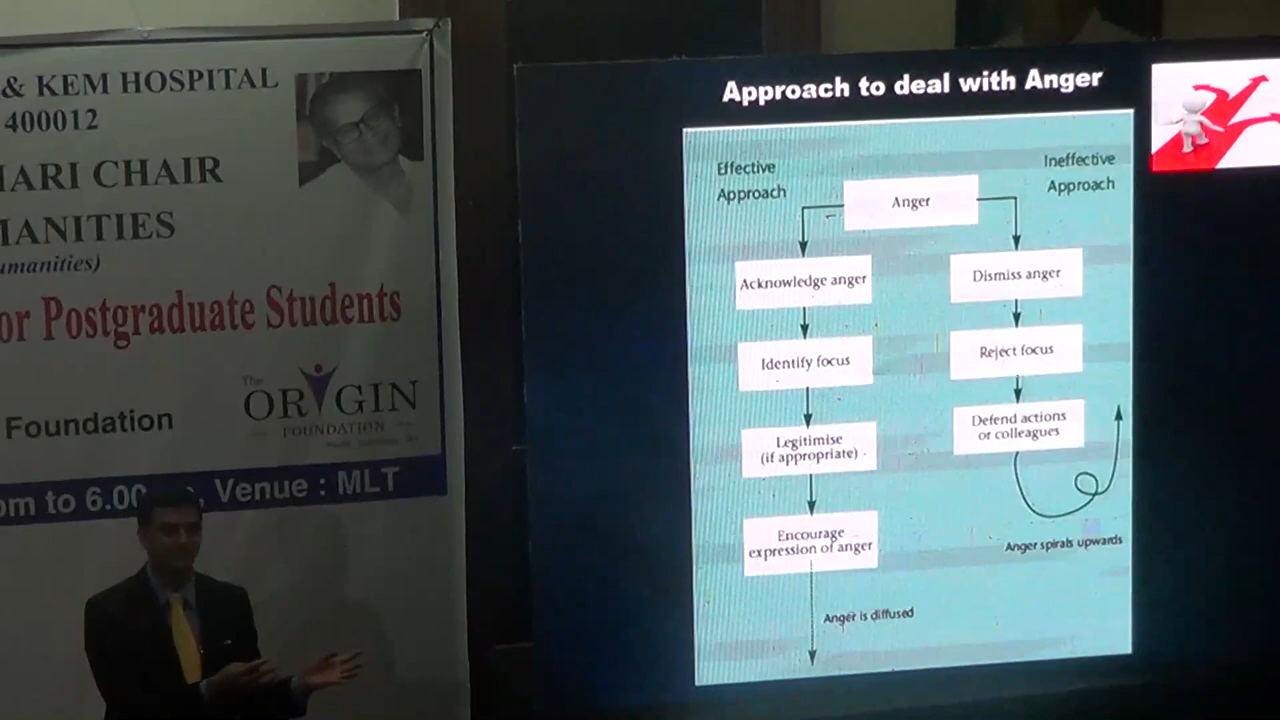 & KEM HOSPITAL
400012
HARI CHAIR
MANITIES
umanities)
or Postgraduate Students
The
ORIGIN
FOUNDATION
Foundation
pm to 6.00, Venue : MLT
Approach to deal with Anger
Effective
Approach
Ineffective
Approach
Anger
Acknowledge anger
Identify focus
Legitimise
(if appropriate)
Encourage
expression of anger
Anger is diffused
Dismiss anger
Reject focus
Defend actions
or colleagues
Anger spirals upwards